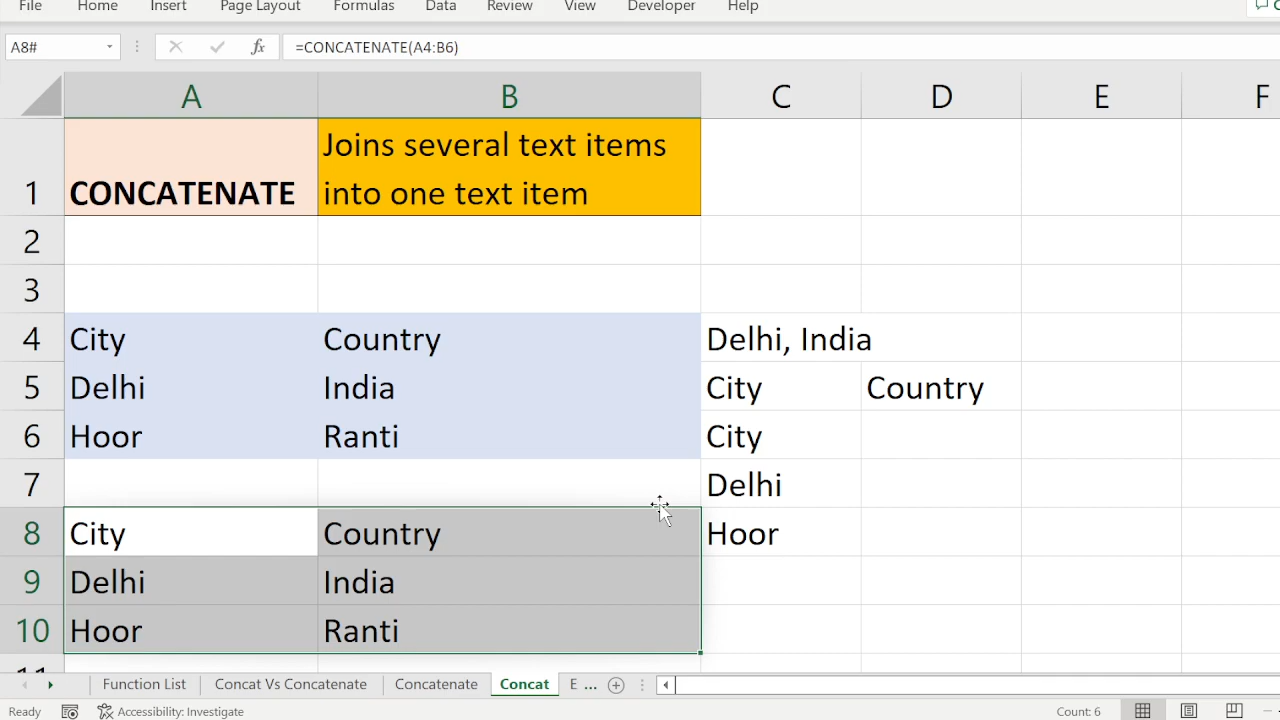 File Home Insert Page Layout Formulas Data Review View Developer Help
A8# fx =CONCATENATE(A4:B6)
A B C D E F
1 CONCATENATE Joins several text items
into one text item
2
3
4 City Country Delhi, India
5 Delhi India City Country
6 Hoor Ranti City
7 Delhi
8 City Country Hoor
9 Delhi India
10 Hoor Ranti
11
Function List Concat Vs Concatenate Concatenate Concat E ...
Ready Accessibility: Investigate Count: 6